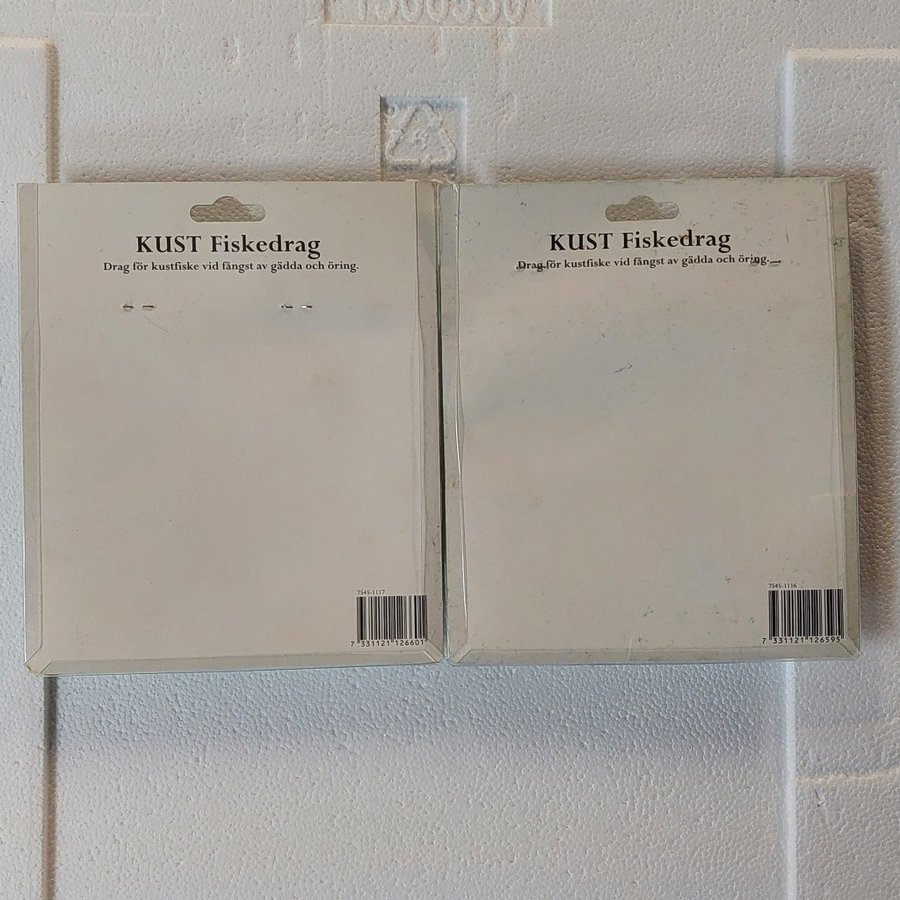 KUST Fiskedrag
Drag för kustfiske vid fångst av gädda och öring.
7545-1117
7 331121 126601
KUST Fiskedrag
Drag för kustfiske vid fångst av gädda och öring.
7545-1116
7 331121 126595